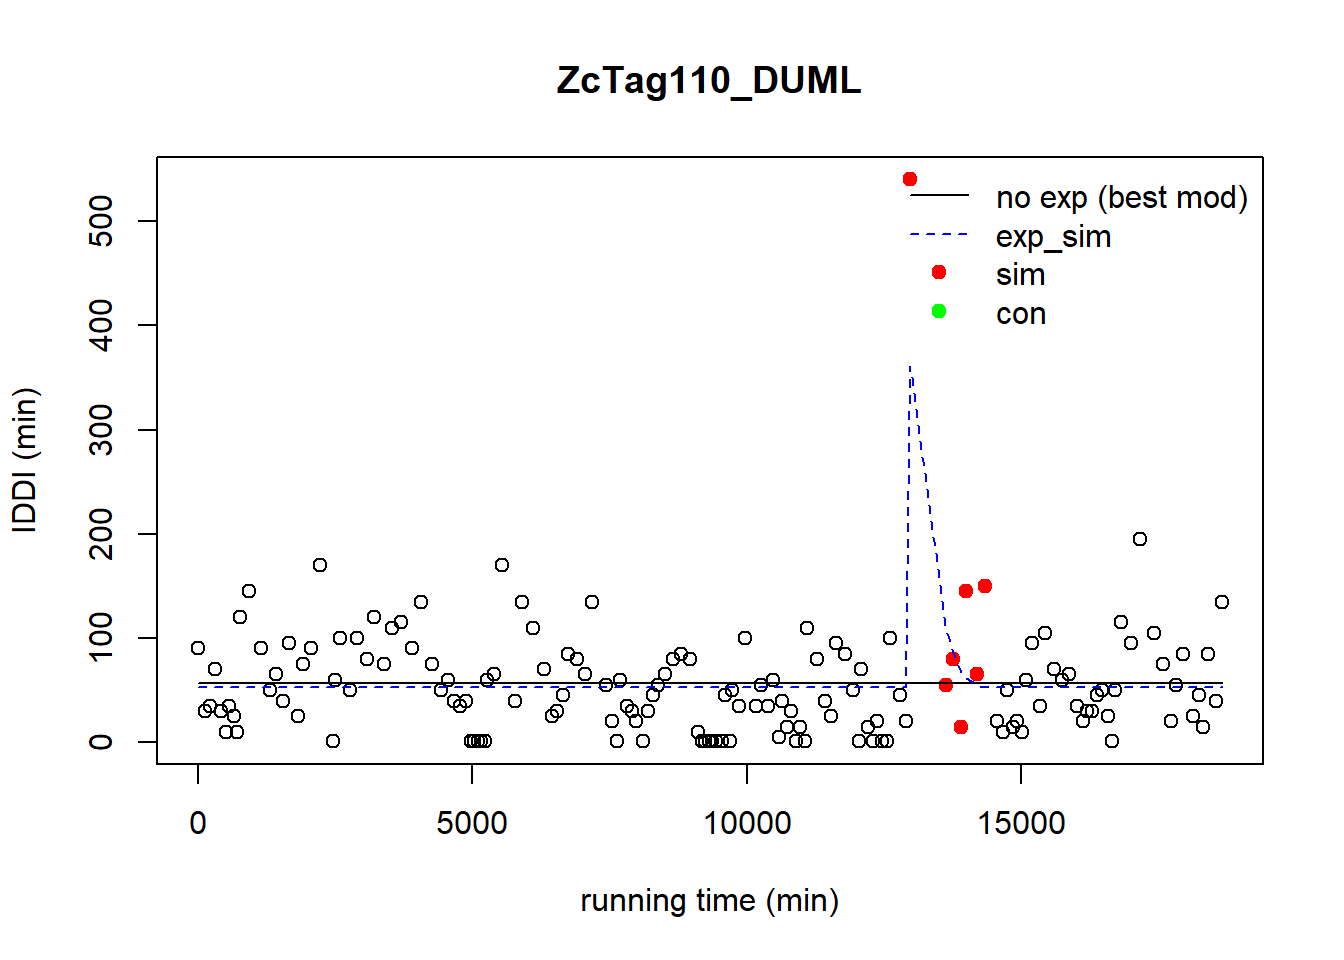 ZcTag110_DUML
no exp (best mod)
exp_sim
sim
con
IDDI (min)
500
400
300
200
100
0
0 5000 10000 15000
running time (min)